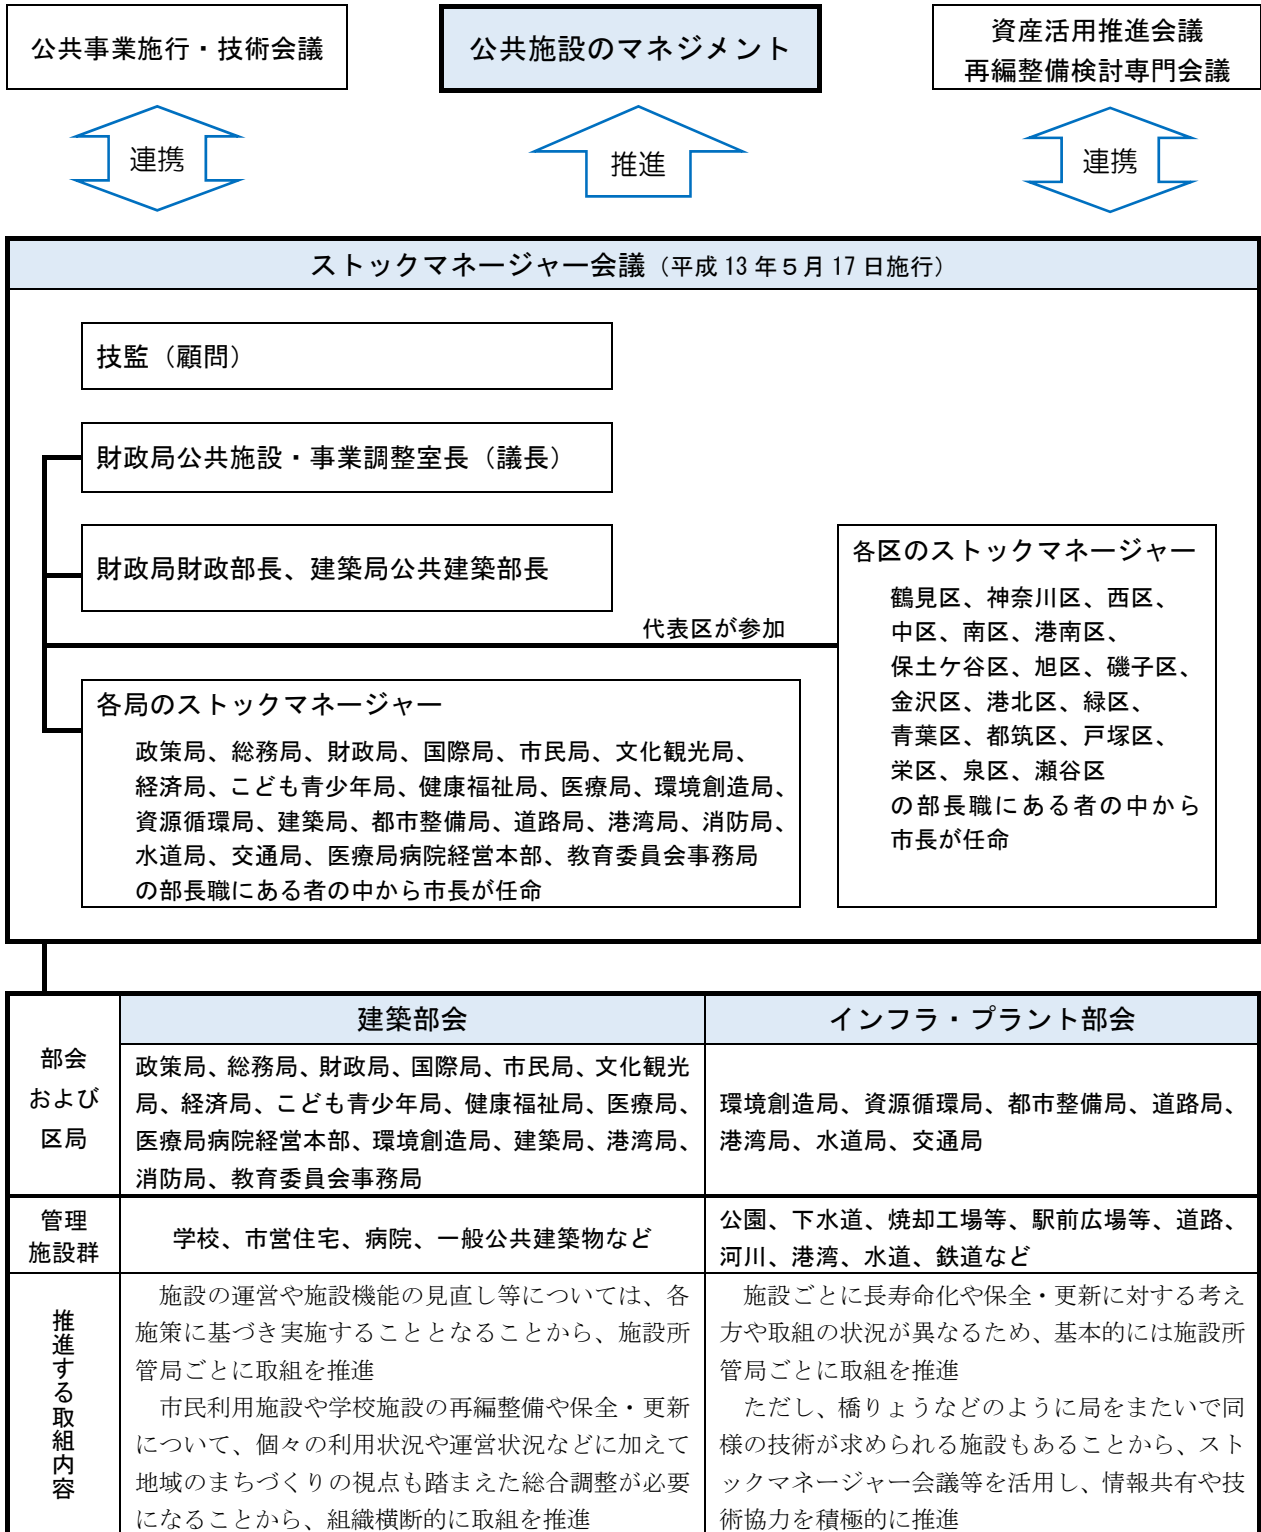 公共事業施行・技術会議
公共施設のマネジメント
資産活用推進会議
再編整備検討専門会議
連携
推進
連携
ストックマネージャー会議（平成13年５月17日施行）
技監（顧問）
財政局公共施設・事業調整室長（議長）
財政局財政部長、建築局公共建築部長
代表区が参加
各区のストックマネージャー
鶴見区、神奈川区、西区、
中区、南区、港南区、
保土ケ谷区、旭区、磯子区、
金沢区、港北区、緑区、
青葉区、都筑区、戸塚区、
栄区、泉区、瀬谷区
の部長職にある者の中から
市長が任命
各局のストックマネージャー
政策局、総務局、財政局、国際局、市民局、文化観光局、
経済局、こども青少年局、健康福祉局、医療局、環境創造局、
資源循環局、建築局、都市整備局、道路局、港湾局、消防局、
水道局、交通局、医療局病院経営本部、教育委員会事務局
の部長職にある者の中から市長が任命
部会
および
区局
建築部会
インフラ・プラント部会
政策局、総務局、財政局、国際局、市民局、文化観光
局、経済局、こども青少年局、健康福祉局、医療局、
医療局病院経営本部、環境創造局、建築局、港湾局、
消防局、教育委員会事務局
環境創造局、資源循環局、都市整備局、道路局、
港湾局、水道局、交通局
管理
施設群
学校、市営住宅、病院、一般公共建築物など
公園、下水道、焼却工場等、駅前広場等、道路、
河川、港湾、水道、鉄道など
推進する取組内容
施設の運営や施設機能の見直し等については、各
施策に基づき実施することとなることから、施設所
管局ごとに取組を推進
市民利用施設や学校施設の再編整備や保全・更新
について、個々の利用状況や運営状況などに加えて
地域のまちづくりの視点も踏まえた総合調整が必要
になることから、組織横断的に取組を推進
施設ごとに長寿命化や保全・更新に対する考え
方や取組の状況が異なるため、基本的には施設所
管局ごとに取組を推進
ただし、橋りょうなどのように局をまたいで同
様の技術が求められる施設もあることから、スト
ックマネージャー会議等を活用し、情報共有や技
術協力を積極的に推進